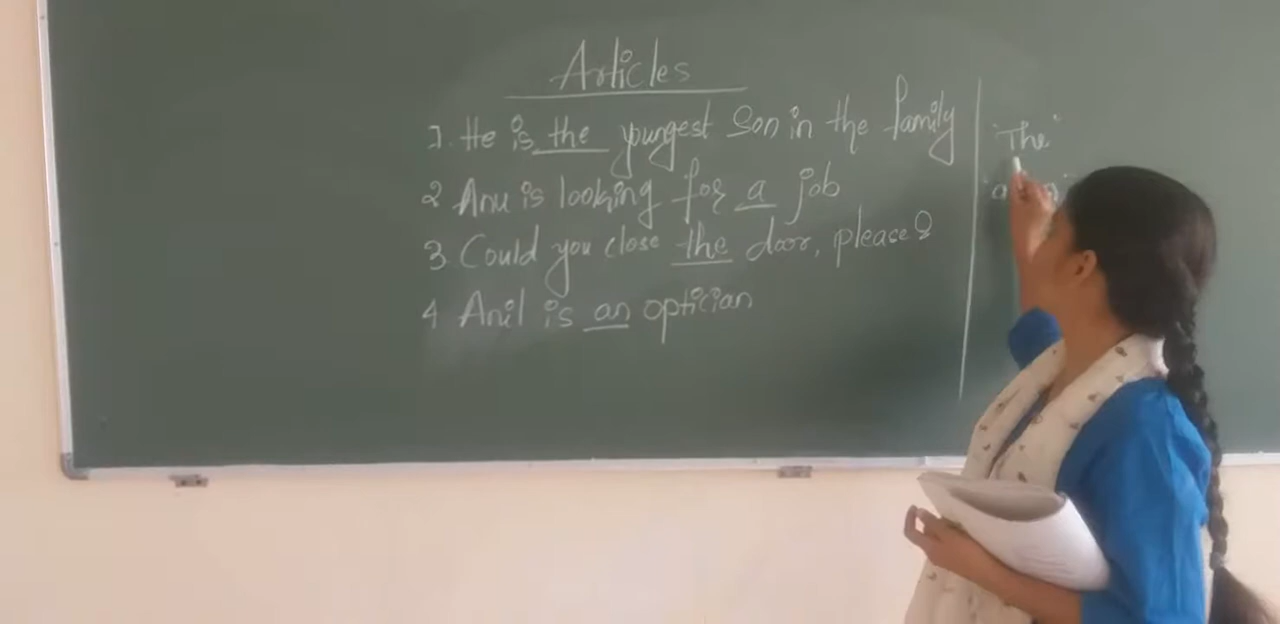 Articles
1. He is the youngest Son in the family
2 Anu is looking for a job
3 Could you close the door, please?
4 Anil is an optician
"The"